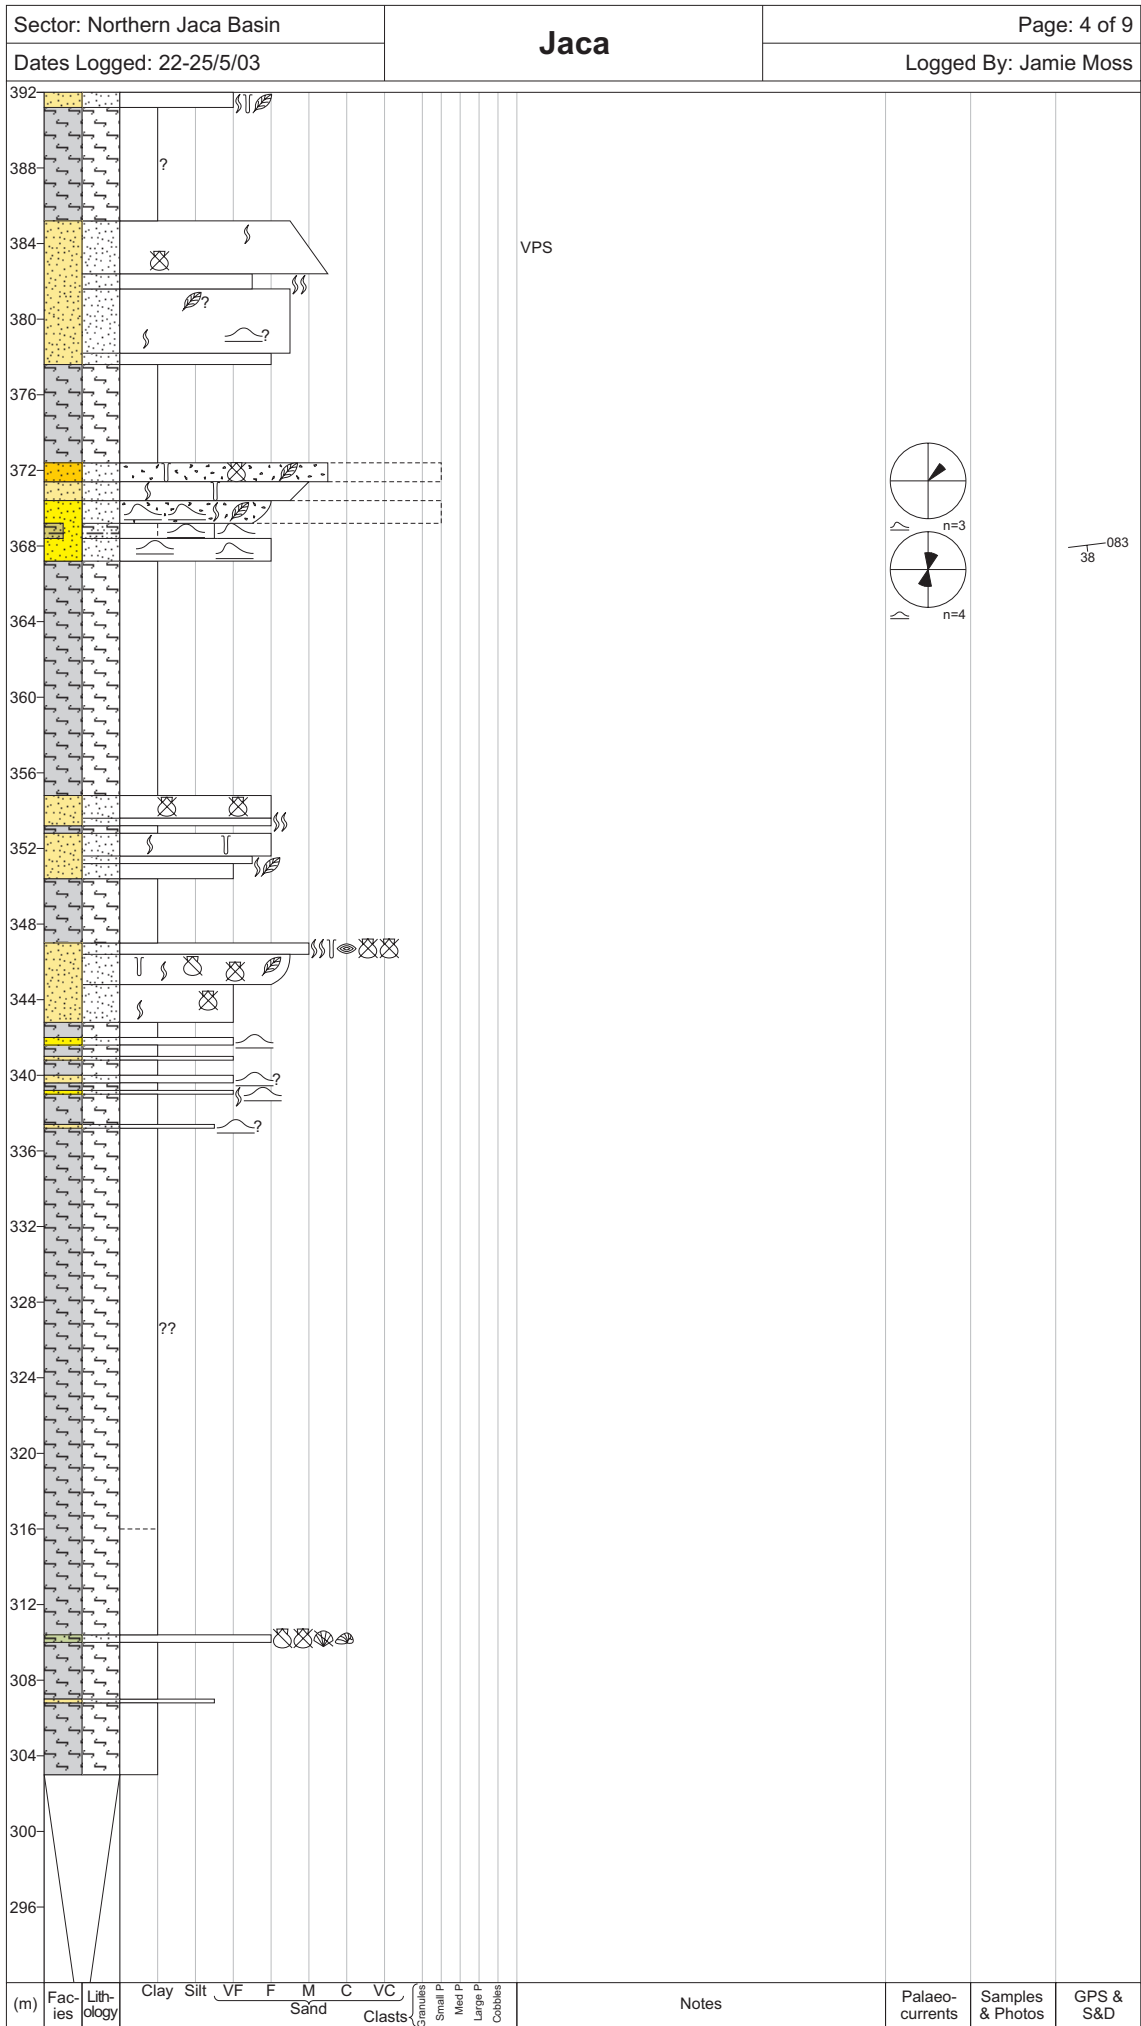 Sector: Northern Jaca Basin
Jaca
Page: 4 of 9
Dates Logged: 22-25/5/03
Logged By: Jamie Moss
392
388
?
384
VPS
380
?
?
376
372
n=3
368
083
38
n=4
364
360
356
352
348
344
340
?
?
336
332
328
??
324
320
316
312
308
304
300
296
(m)
Fac-
ies
Lith-
ology
Clay
Silt
VF
F
M
C
VC
Sand
Clasts
Granules
Small P
Med P
Large P
Cobbles
Notes
Palaeo-
currents
Samples
& Photos
GPS &
S&D